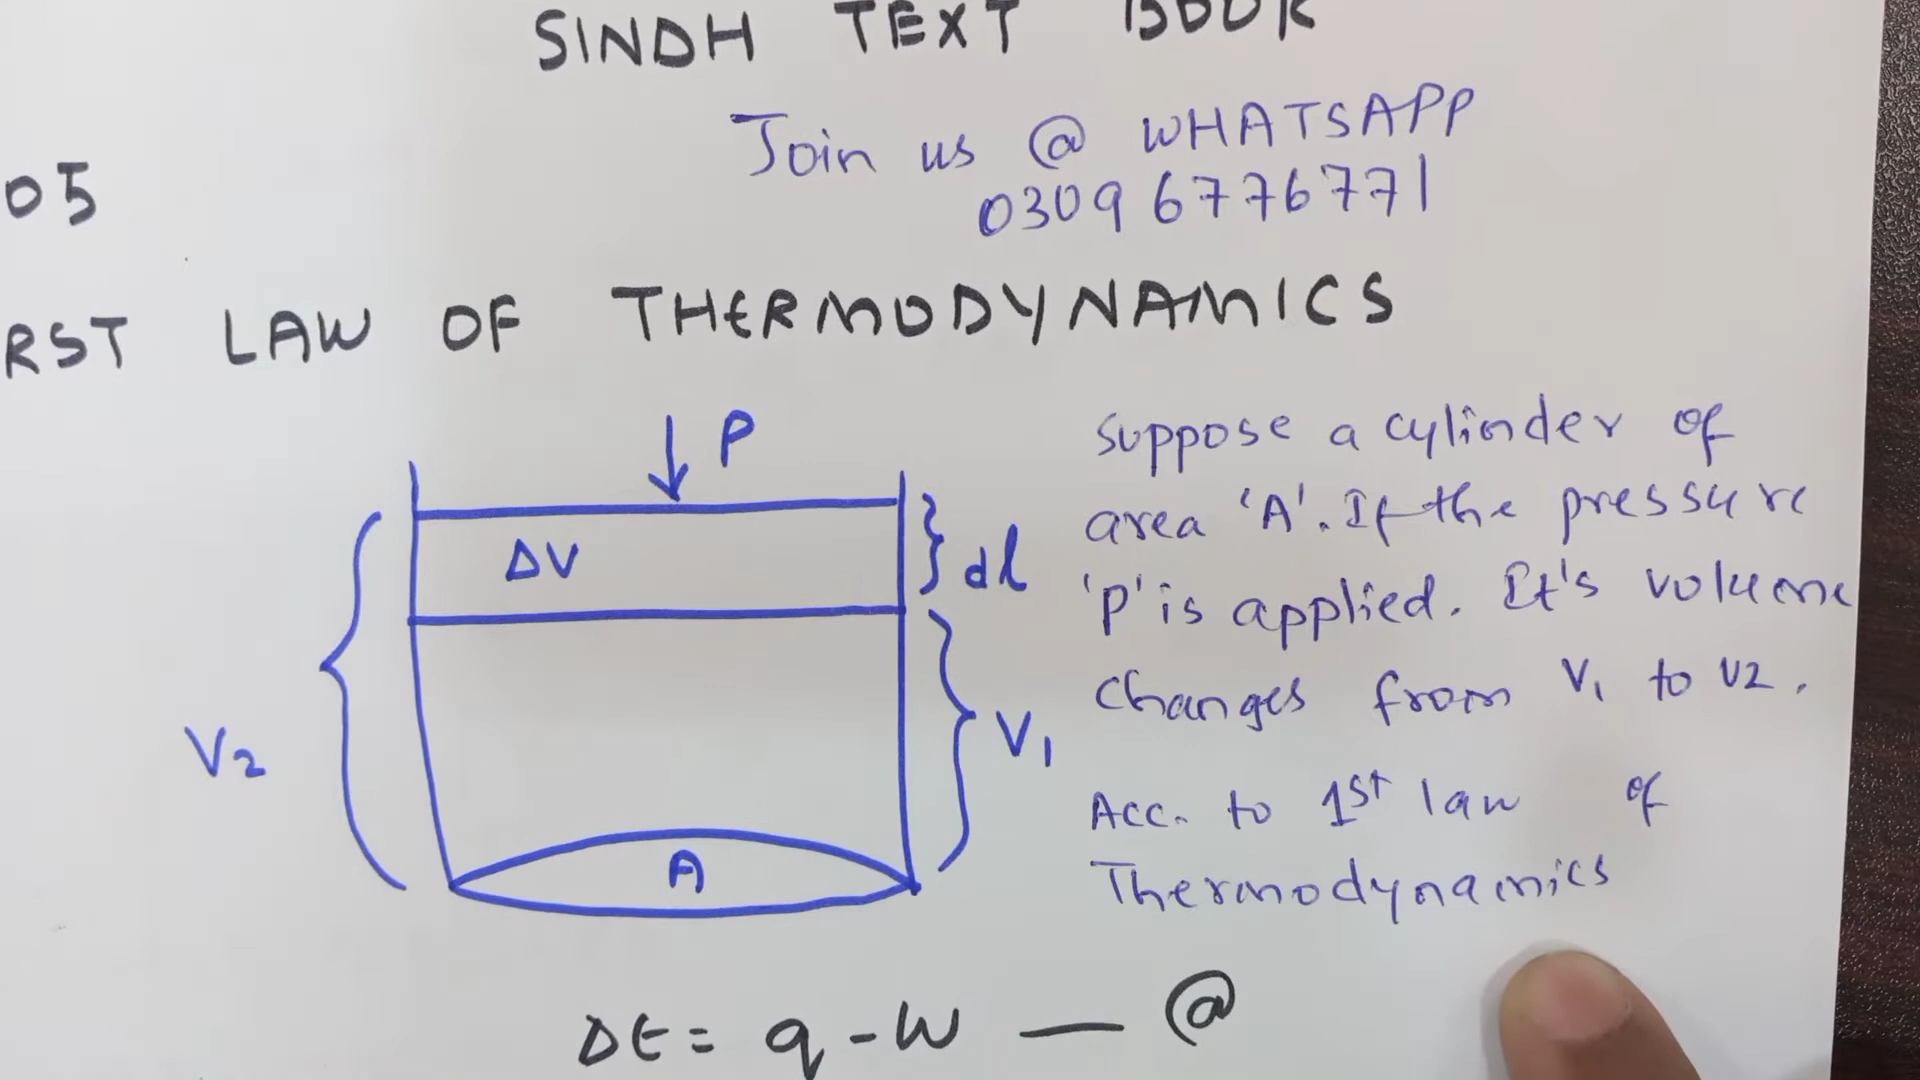 SINDH TEXT BOOK
Join us @ WHATSAPP
0309 6776771
05
RST LAW OF THERMODYNAMICS
P
ΔV
dl
V2
V1
A
Suppose a cylinder of
area 'A'. If the pressure
'P' is applied. It's volume
changes from V1 to V2.
Acc. to 1st law of
Thermodynamics
ΔE = q - W — @